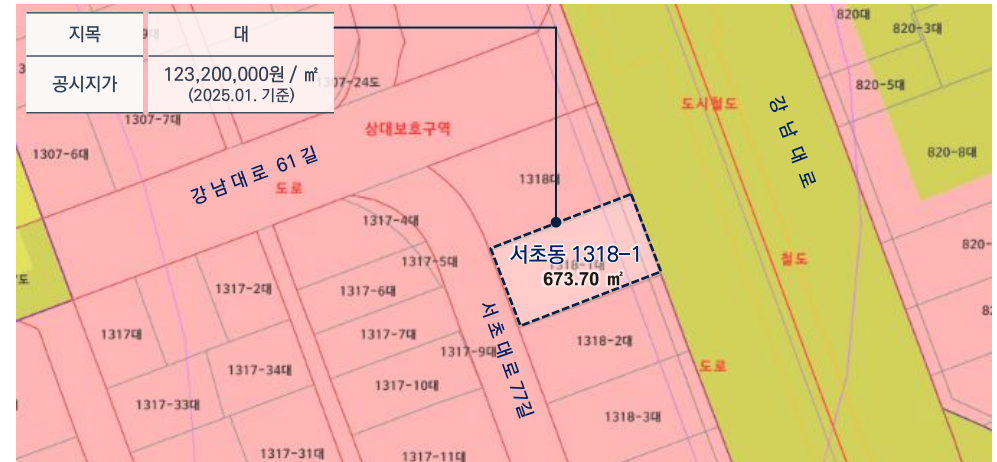 지목 대
공시지가 123,200,000원 / ㎡
(2025.01. 기준)
820대
820-3대
820-5대
820-8대
820-
도시철도
강남대로
1307-24도
1307-7대
1307-6대
상대보호구역
강남대로 61길
도로
1318대
1317-4대
서초동 1318-1
1318-1대
673.70 ㎡
철도
1317-5대
1317-2대
1317-6대
서초대로77길
1317대
1317-7대
1317-9대
1318-2대
1317-34대
도로
1317-10대
1317-33대
1318-3대
1317-31대
1317-11대